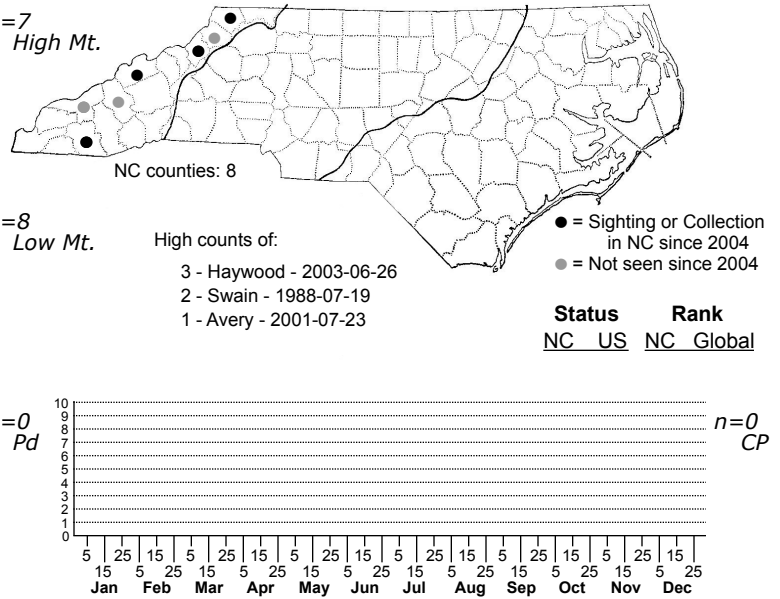 =7
High Mt.
NC counties: 8
=8
Low Mt.
High counts of:
3 - Haywood - 2003-06-26
2 - Swain - 1988-07-19
1 - Avery - 2001-07-23
= Sighting or Collection
in NC since 2004
= Not seen since 2004
Status Rank
NC US NC Global
=0
Pd
n=0
CP
10
9
8
7
6
5
4
3
2
1
0
5 25 15 5 25 15 5 25 15 5 25 15 5 25 15 5 25 15
15 5 25 15 5 25 15 5 25 15 5 25 15 5 25 15 5 25
Jan Feb Mar Apr May Jun Jul Aug Sep Oct Nov Dec